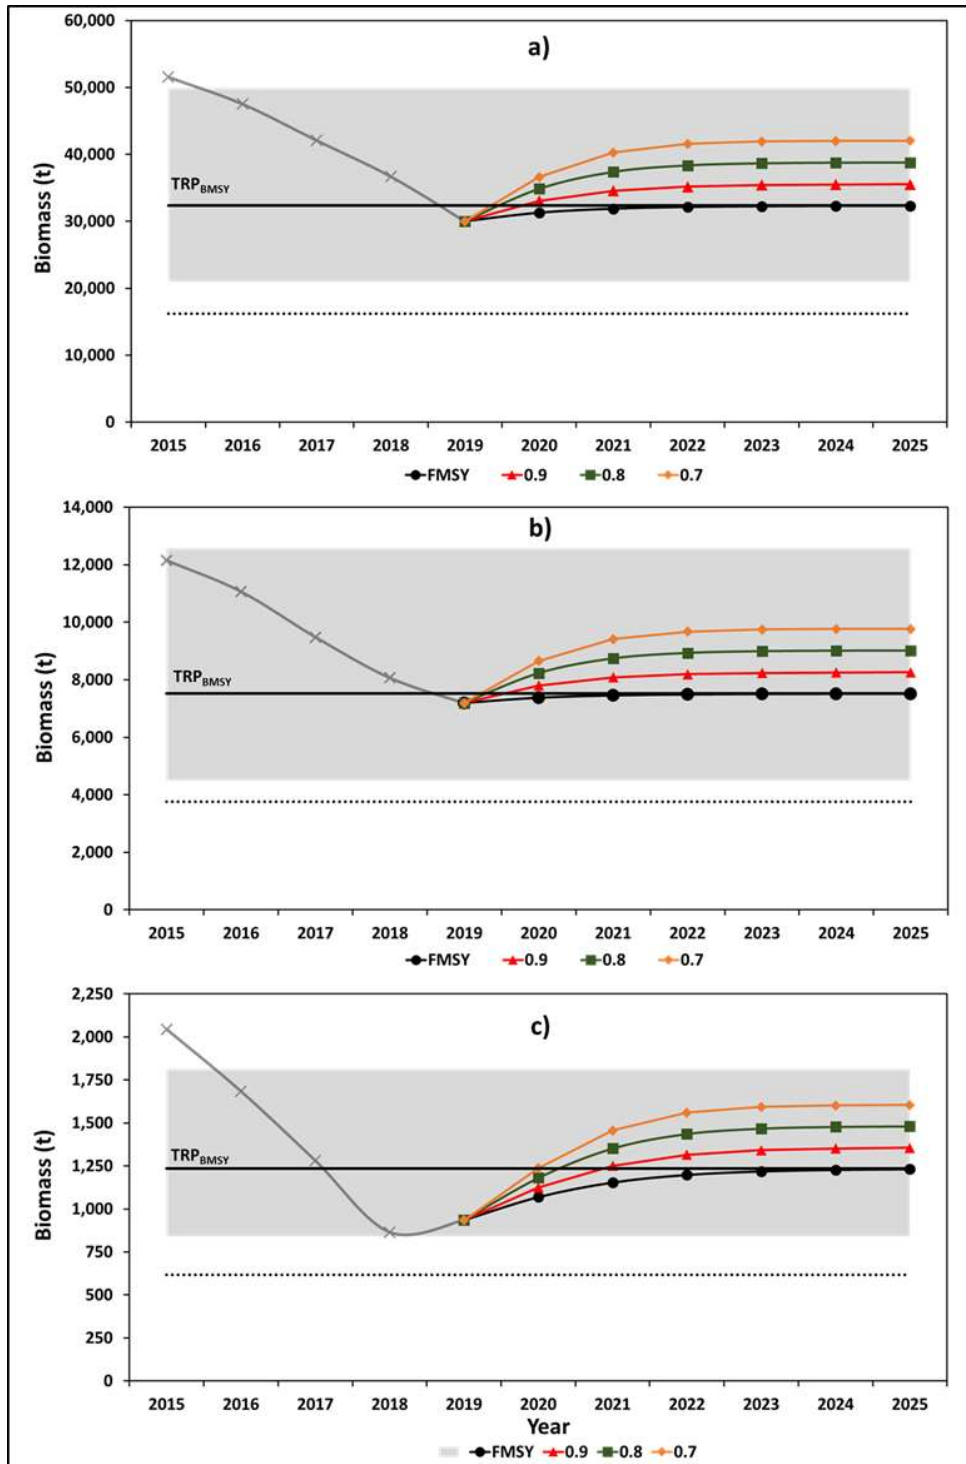 a)
60,000
50,000
40,000
30,000
20,000
10,000
0
Biomass (t)
TRPBMSY
2015 2016 2017 2018 2019 2020 2021 2022 2023 2024 2025
FMSY 0.9 0.8 0.7
b)
14,000
12,000
10,000
8,000
6,000
4,000
2,000
0
Biomass (t)
TRPBMSY
2015 2016 2017 2018 2019 2020 2021 2022 2023 2024 2025
FMSY 0.9 0.8 0.7
c)
2,250
2,000
1,750
1,500
1,250
1,000
750
500
250
0
Biomass (t)
TRPBMSY
2015 2016 2017 2018 2019 2020 2021 2022 2023 2024 2025
Year
FMSY 0.9 0.8 0.7